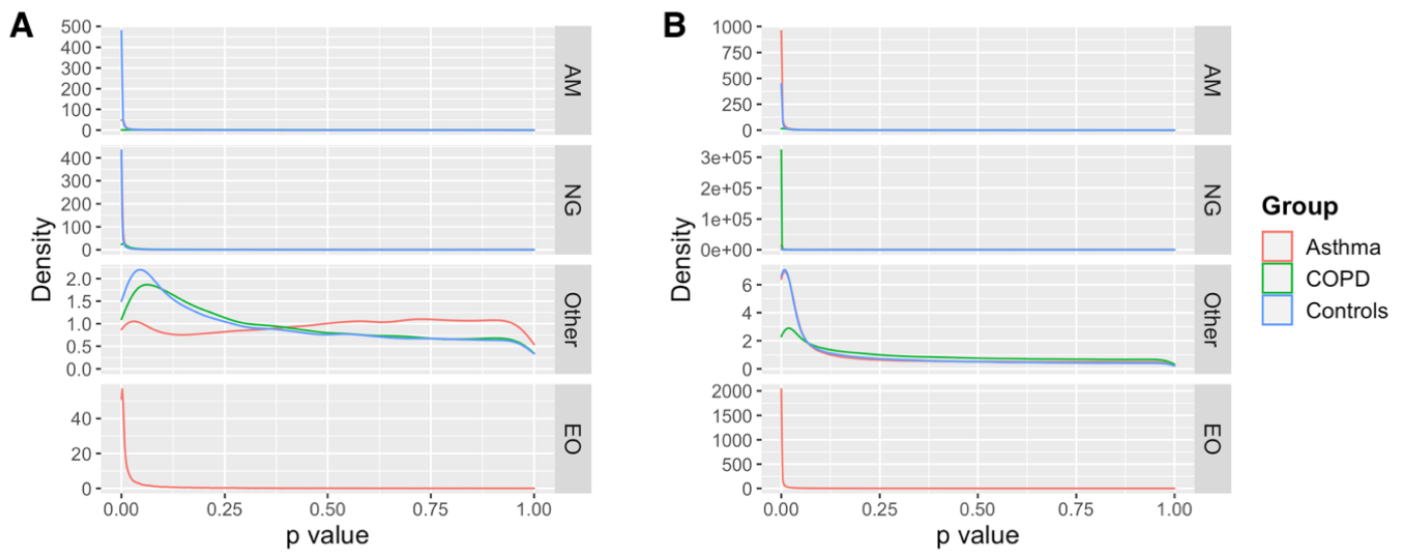 A
500
400
300
200
100
0
AM
400
300
200
100
0
NG
2.0
1.5
1.0
0.5
0.0
Other
40
20
0
EO
Density
0.00 0.25 0.50 0.75 1.00
p value
B
1000
750
500
250
0
AM
3e+05
2e+05
1e+05
0e+00
NG
6
4
2
0
Other
2000
1500
1000
500
0
EO
Density
0.00 0.25 0.50 0.75 1.00
p value
Group
Asthma
COPD
Controls